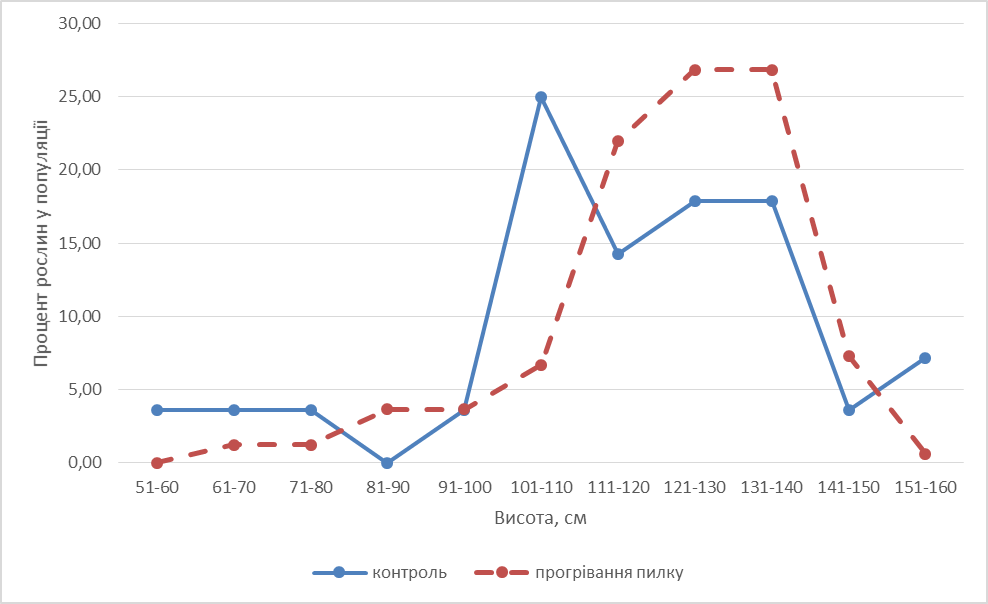 30,00
25,00
20,00
15,00
10,00
5,00
0,00
Процент рослин у популяції
51-60 61-70 71-80 81-90 91-100 101-110 111-120 121-130 131-140 141-150 151-160
Висота, см
контроль прогрівання пилку